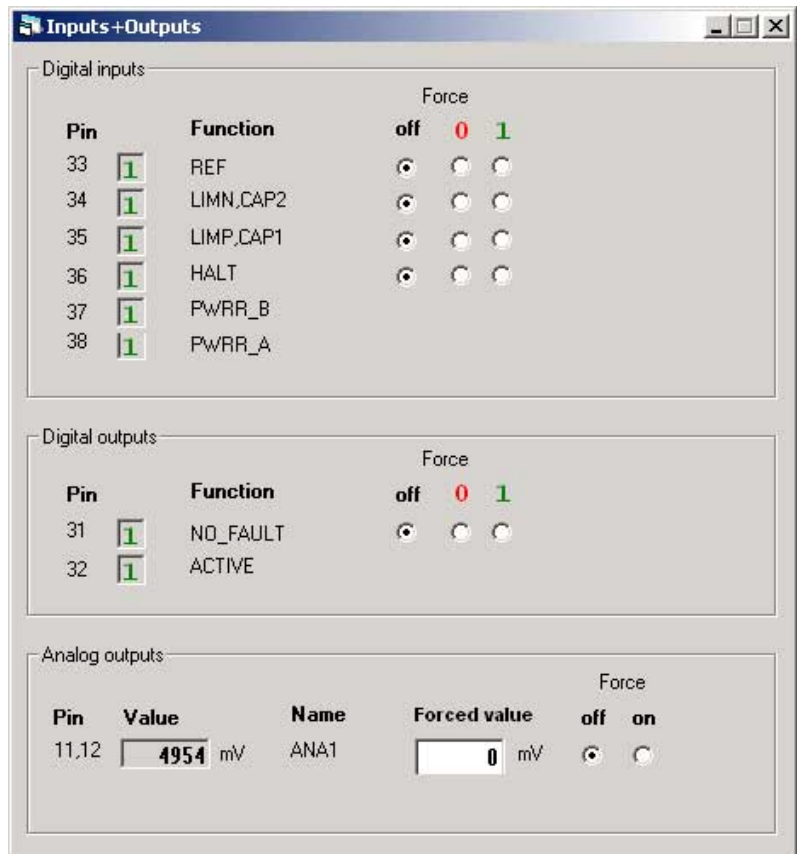 Inputs+Outputs
Digital inputs
Force
Pin Function off 0 1
33 1 REF
34 1 LIMN,CAP2
35 1 LIMP,CAP1
36 1 HALT
37 1 PWRR_B
38 1 PWRR_A
Digital outputs
Force
Pin Function off 0 1
31 1 NO_FAULT
32 1 ACTIVE
Analog outputs
Force
Pin Value Name Forced value off on
11,12 4954 mV ANA1 0 mV